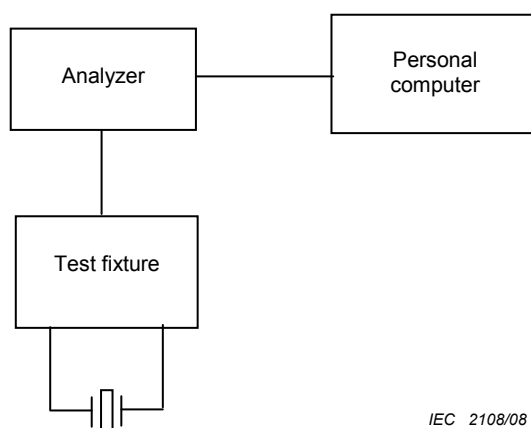 Analyzer
Personal
computer
Test fixture
IEC 2108/08